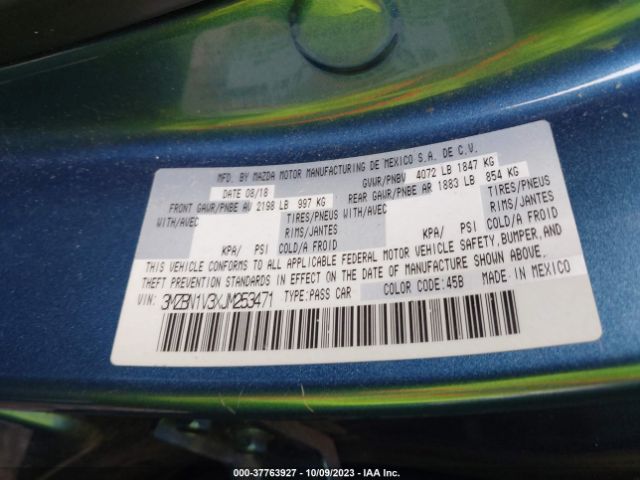 MFD. BY MAZDA MOTOR MANUFACTURING DE MEXICO S.A. DE C.V.
DATE 08/18 GVWR/PNBV 4072 LB 1847 KG
FRONT GAWR/PNBE AV 2198 LB 997 KG REAR GAWR/PNBE AR 1883 LB 854 KG
WITH/AVEC TIRES/PNEUS WITH/AVEC TIRES/PNEUS
RIMS/JANTES RIMS/JANTES
KPA/ PSI COLD/A FROID KPA/ PSI COLD/A FROID
THIS VEHICLE CONFORMS TO ALL APPLICABLE FEDERAL MOTOR VEHICLE SAFETY, BUMPER, AND
THEFT PREVENTION STANDARDS IN EFFECT ON THE DATE OF MANUFACTURE SHOWN ABOVE.
VIN: 3MZBN1V3XJM253471 TYPE:PASS CAR COLOR CODE:45B MADE IN MEXICO
000-37763927 - 10/09/2023 - IAA Inc.